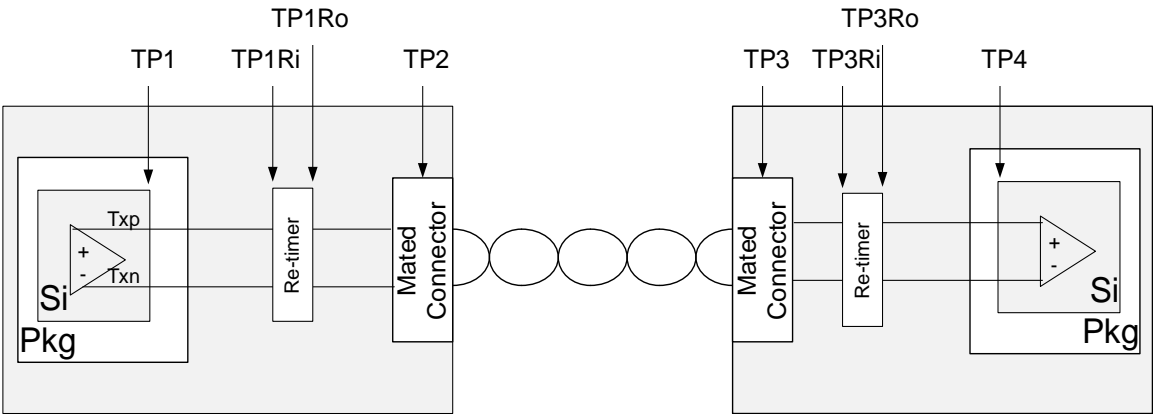 TP1Ro
TP3Ro
TP1
TP1Ri
TP2
TP3
TP3Ri
TP4
Txp
+
-
Txn
Si
Pkg
Re-timer
Mated
Connector
Mated
Connector
Re-timer
+
-
Si
Pkg